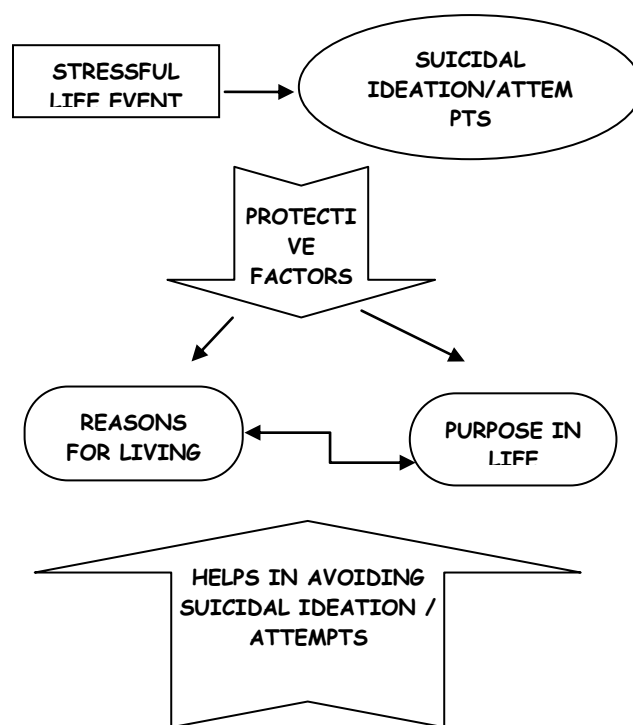 STRESSFUL
LIFE EVENT
SUICIDAL
IDEATION/ATTEM
PTS
PROTECTI
VE
FACTORS
REASONS
FOR LIVING
PURPOSE IN
LIFE
HELPS IN AVOIDING
SUICIDAL IDEATION /
ATTEMPTS